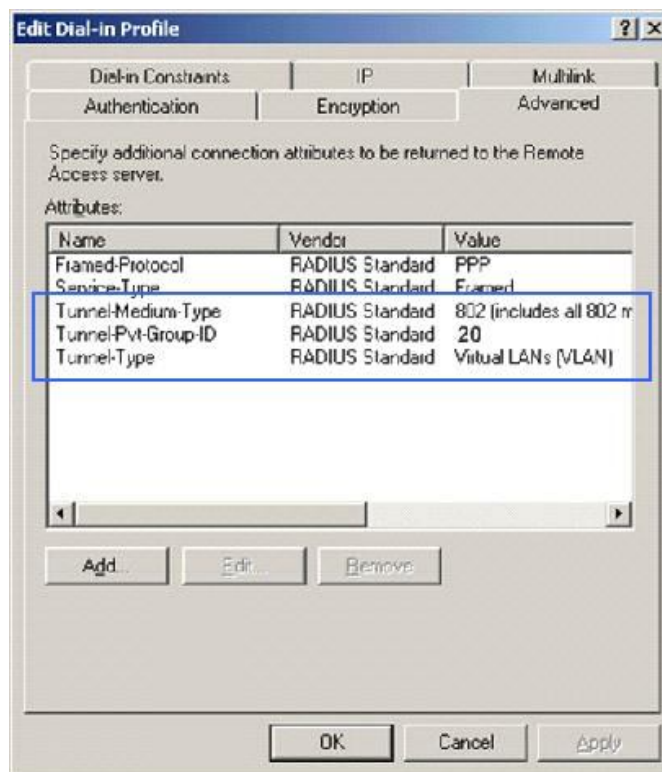 Edit Dial-in Profile
Dial-in Constraints IP Multilink
Authentication Encryption Advanced
Specify additional connection attributes to be returned to the Remote
Access server.
Attributes:
Name Vendor Value
Framed-Protocol RADIUS Standard PPP
Service-Type RADIUS Standard Framed
Tunnel-Medium-Type RADIUS Standard 802 (includes all 802 m
Tunnel-Pvt-Group-ID RADIUS Standard 20
Tunnel-Type RADIUS Standard Virtual LANs (VLAN)
Add... Edit... Remove
OK Cancel Apply